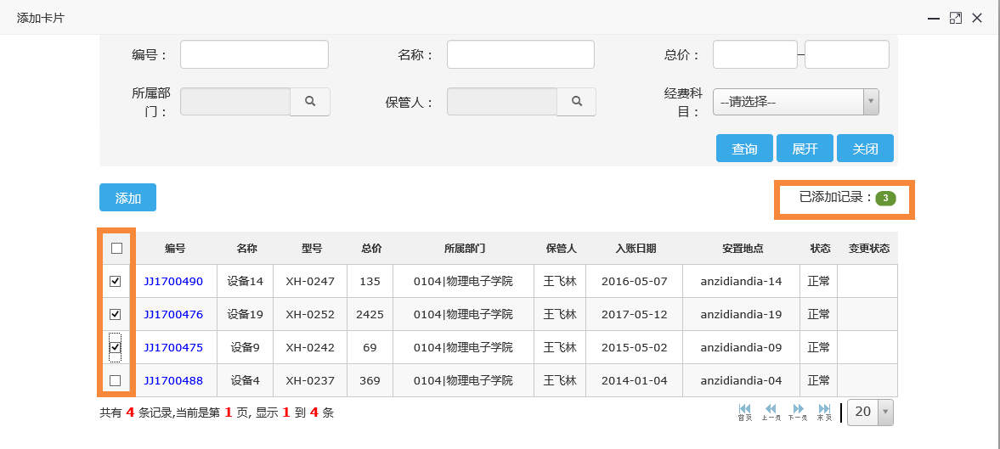 添加卡片
编号： 名称： 总价： –
所属部门： 保管人： 经费科目： --请选择--
查询 展开 关闭
添加 已添加记录： 3
编号 名称 型号 总价 所属部门 保管人 入账日期 安置地点 状态 变更状态
JJ1700490 设备14 XH-0247 135 0104|物理电子学院 王飞林 2016-05-07 anzidiandia-14 正常
JJ1700476 设备19 XH-0252 2425 0104|物理电子学院 王飞林 2017-05-12 anzidiandia-19 正常
JJ1700475 设备9 XH-0242 69 0104|物理电子学院 王飞林 2015-05-02 anzidiandia-09 正常
JJ1700488 设备4 XH-0237 369 0104|物理电子学院 王飞林 2014-01-04 anzidiandia-04 正常
共有 4 条记录,当前是第 1 页, 显示 1 到 4 条 首页 上一页 下一页 末页 20